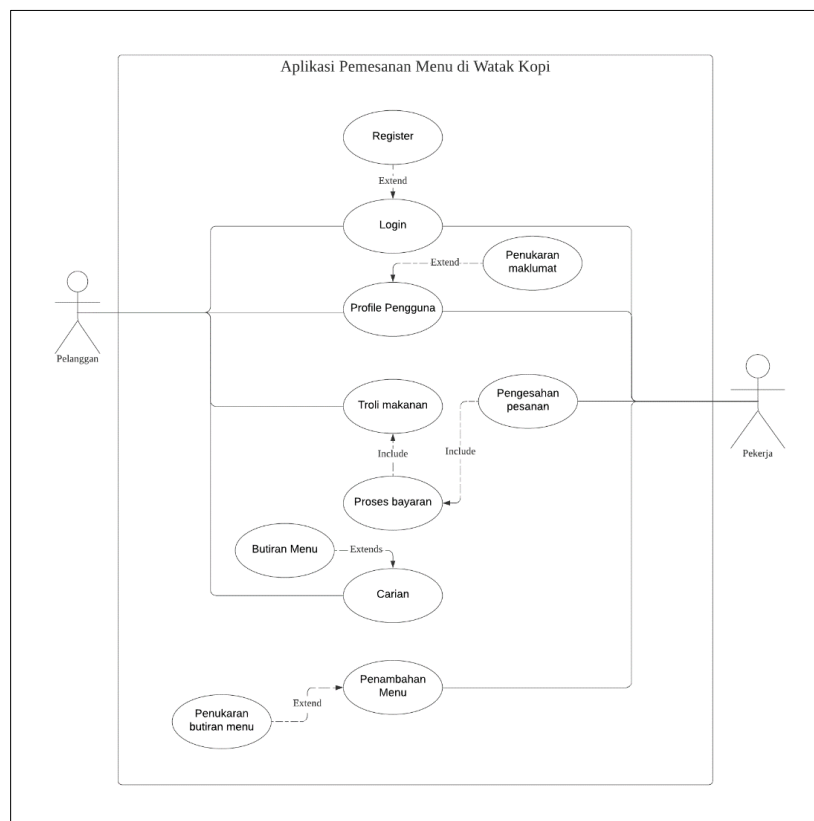 Aplikasi Pemesanan Menu di Watak Kopi
Register
Extend
Login
Extend
Penukaran
maklumat
Profile Pengguna
Pelanggan
Troli makanan
Pengesahan
pesanan
Pekerja
Include
Include
Proses bayaran
Butiran Menu
Extends
Carian
Penambahan
Menu
Extend
Penukaran
butiran menu